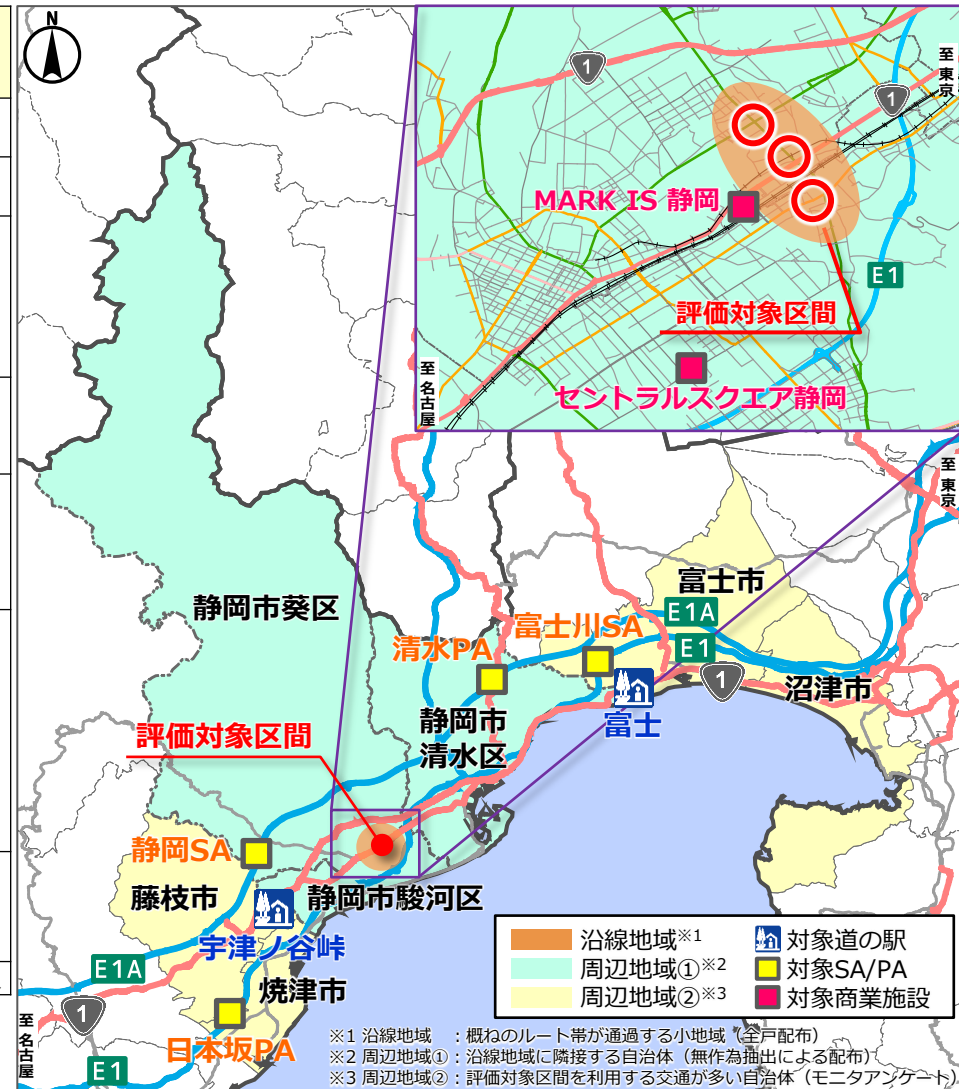 N
1
至 東京
1
MARK IS 静岡
E1
評価対象区間
至 名古屋
セントラルスクエア静岡
至 東京
富士市
静岡市葵区
E1A
富士川SA
清水PA
E1
1
沼津市
静岡市
清水区
富士
評価対象区間
静岡SA
藤枝市
静岡市駿河区
宇津ノ谷峠
E1A
焼津市
1
至 名古屋
日本坂PA
E1
沿線地域※1
周辺地域①※2
周辺地域②※3
対象道の駅
対象SA/PA
対象商業施設
※1 沿線地域 ：概ねのルート帯が通過する小地域（全戸配布）
※2 周辺地域①：沿線地域に隣接する自治体（無作為抽出による配布）
※3 周辺地域②：評価対象区間を利用する交通が多い自治体（モニタアンケート）